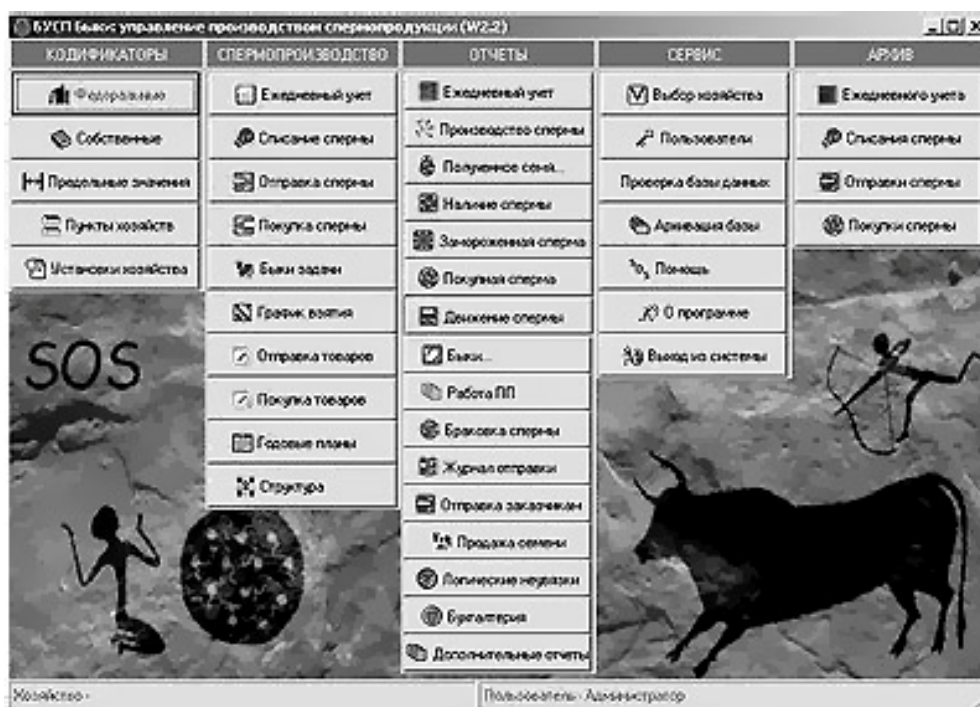 БУСП Быки: управление производством спермопродукции (W2.2)
КОДИФИКАТОРЫ
Федеральные
Собственные
Предельные значения
Пункты хозяйств
Установки хозяйства
СПЕРМОПРОИЗВОДСТВО
Ежедневный учет
Списание спермы
Отправка спермы
Покупка спермы
Быки задачи
График взятия
Отправка товаров
Покупка товаров
Годовые планы
Структура
ОТЧЕТЫ
Ежедневный учет
Производство спермы
Полученное семя...
Наличие спермы
Замороженная сперма
Покупная сперма
Движение спермы
Быки...
Работа ПП
Браковка спермы
Журнал отправки
Отправка заказчикам
Продажа семени
Логические неувязки
Бухгалтерия
Дополнительные отчеты
СЕРВИС
Выбор хозяйства
Пользователи
Проверка базы данных
Архивация базы
Помощь
О программе
Выход из системы
АРХИВ
Ежедневного учета
Списания спермы
Отправки спермы
Покупки спермы
SOS
Хозяйство -
Пользователь - Администратор